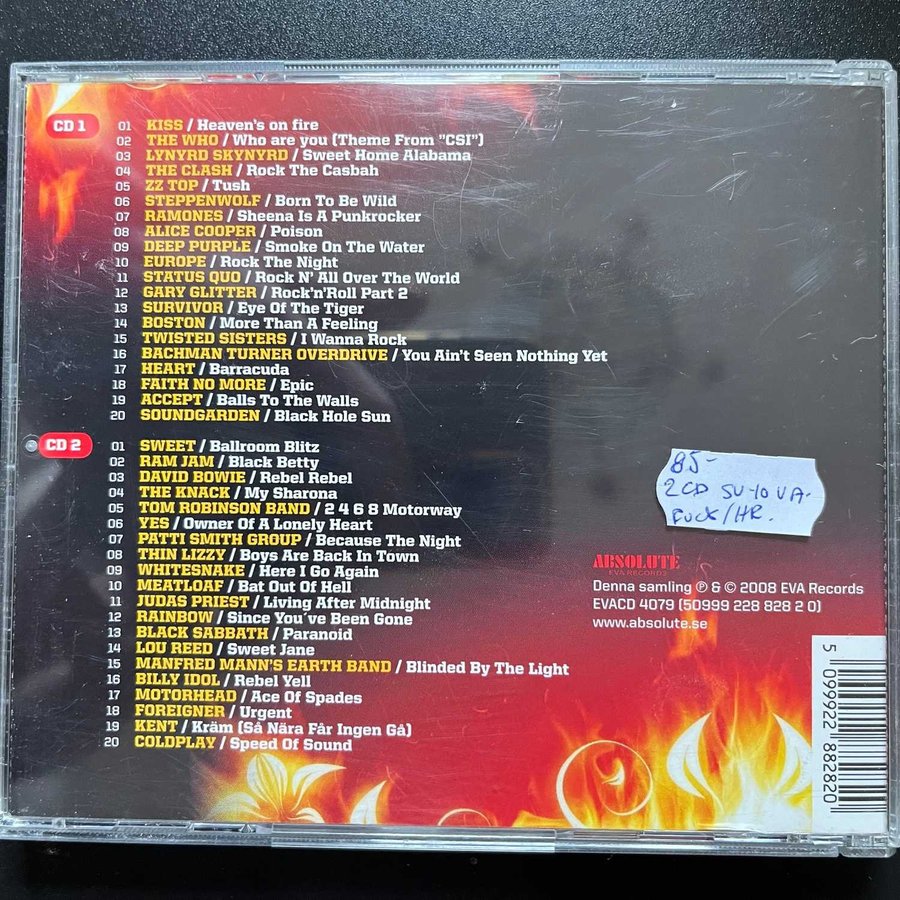 CD 1
01 KISS / Heaven's on fire
02 THE WHO / Who are you (Theme From "CSI")
03 LYNYRD SKYNYRD / Sweet Home Alabama
04 THE CLASH / Rock The Casbah
05 ZZ TOP / Tush
06 STEPPENWOLF / Born To Be Wild
07 RAMONES / Sheena Is A Punkrocker
08 ALICE COOPER / Poison
09 DEEP PURPLE / Smoke On The Water
10 EUROPE / Rock The Night
11 STATUS QUO / Rock N' All Over The World
12 GARY GLITTER / Rock'n'Roll Part 2
13 SURVIVOR / Eye Of The Tiger
14 BOSTON / More Than A Feeling
15 TWISTED SISTERS / I Wanna Rock
16 BACHMAN TURNER OVERDRIVE / You Ain't Seen Nothing Yet
17 HEART / Barracuda
18 FAITH NO MORE / Epic
19 ACCEPT / Balls To The Walls
20 SOUNDGARDEN / Black Hole Sun
CD 2
01 SWEET / Ballroom Blitz
02 RAM JAM / Black Betty
03 DAVID BOWIE / Rebel Rebel
04 THE KNACK / My Sharona
05 TOM ROBINSON BAND / 2 4 6 8 Motorway
06 YES / Owner Of A Lonely Heart
07 PATTI SMITH GROUP / Because The Night
08 THIN LIZZY / Boys Are Back In Town
09 WHITESNAKE / Here I Go Again
10 MEATLOAF / Bat Out Of Hell
11 JUDAS PRIEST / Living After Midnight
12 RAINBOW / Since You've Been Gone
13 BLACK SABBATH / Paranoid
14 LOU REED / Sweet Jane
15 MANFRED MANN'S EARTH BAND / Blinded By The Light
16 BILLY IDOL / Rebel Yell
17 MOTORHEAD / Ace Of Spades
18 FOREIGNER / Urgent
19 KENT / Kräm (Så Nära Får Ingen Gå)
20 COLDPLAY / Speed Of Sound
85-
2CD SV-10 VA.
ROCK/HR.
ABSOLUTE
EVA RECORDS
Denna samling ℗ & © 2008 EVA Records
EVACD 4079 (50999 228 828 2 0)
www.absolute.se
5 099922 882820